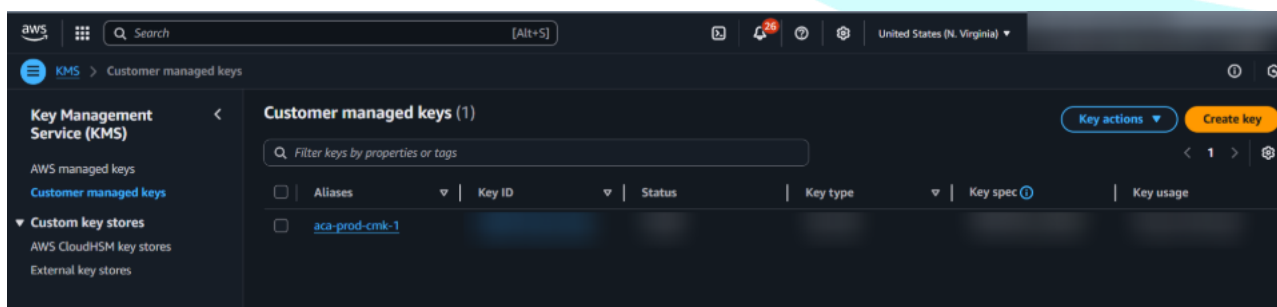 aws
Search [Alt+S] 26 United States (N. Virginia)
KMS > Customer managed keys
Key Management
Service (KMS)
AWS managed keys
Customer managed keys
Custom key stores
AWS CloudHSM key stores
External key stores
Customer managed keys (1)
Key actions Create key
Filter keys by properties or tags
1
Aliases Key ID Status Key type Key spec Key usage
aca-prod-cmk-1